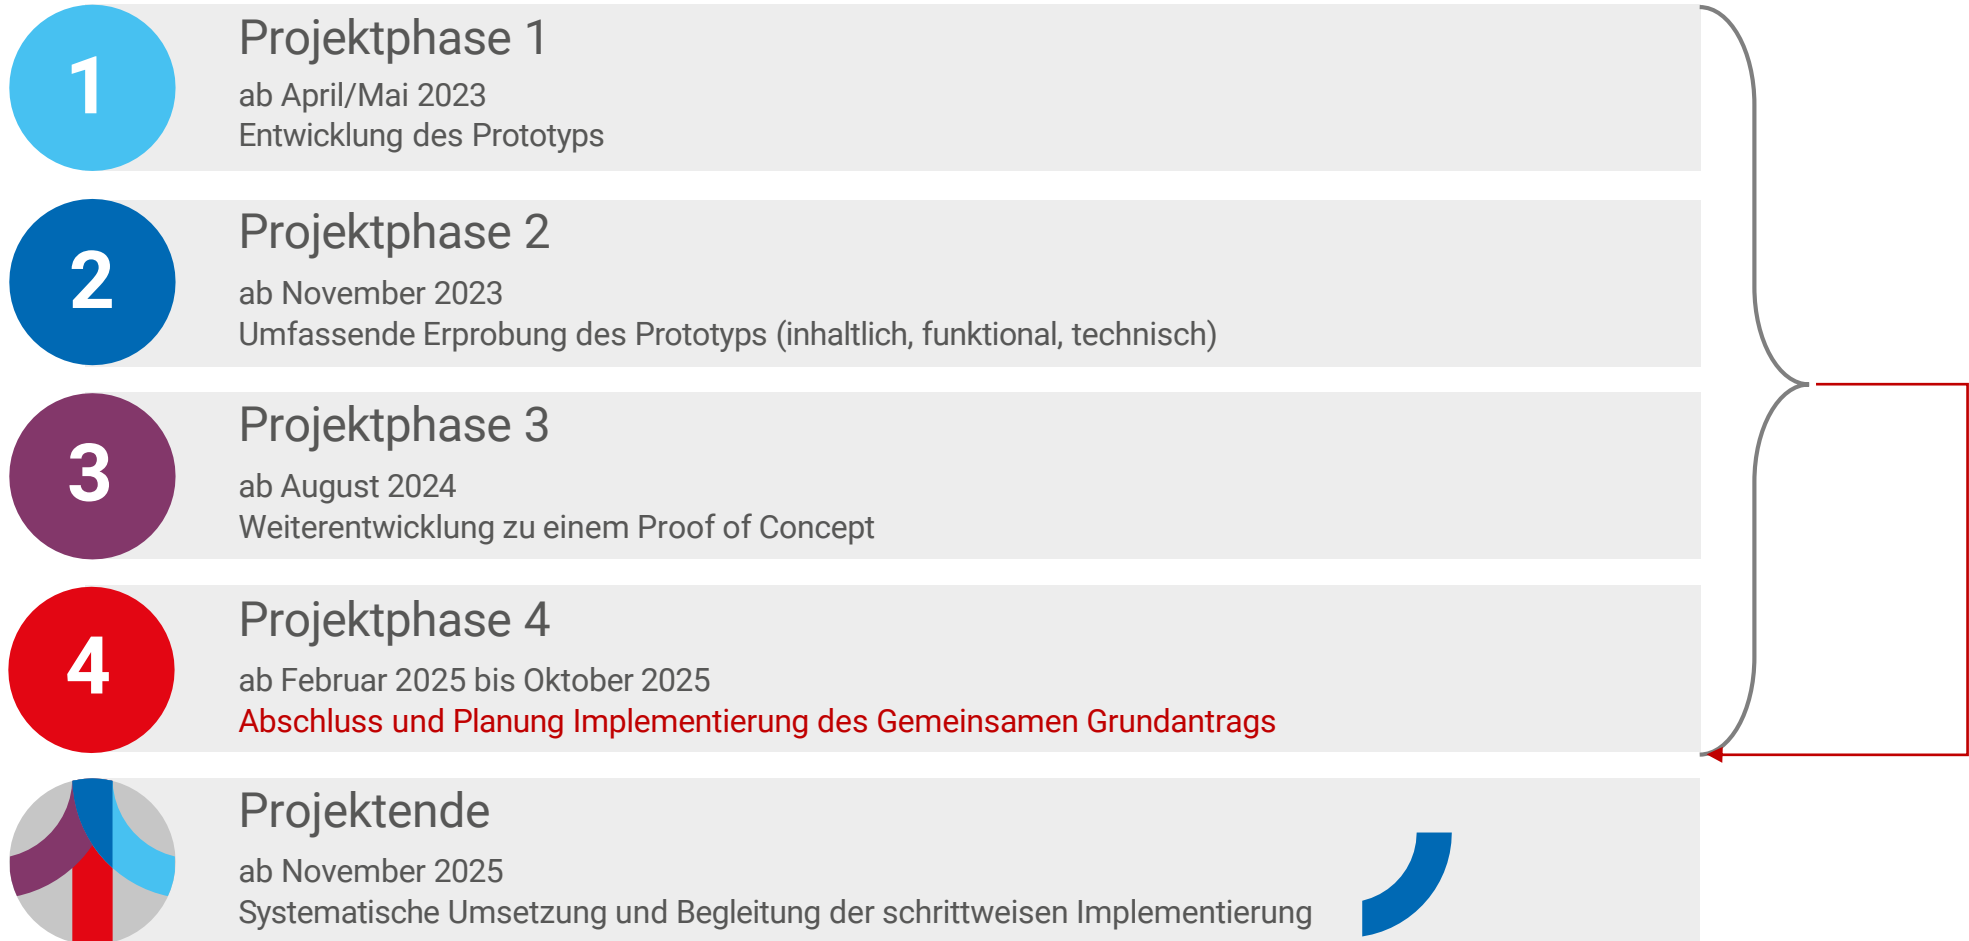 1
Projektphase 1
ab April/Mai 2023
Entwicklung des Prototyps
2
Projektphase 2
ab November 2023
Umfassende Erprobung des Prototyps (inhaltlich, funktional, technisch)
3
Projektphase 3
ab August 2024
Weiterentwicklung zu einem Proof of Concept
4
Projektphase 4
ab Februar 2025 bis Oktober 2025
Abschluss und Planung Implementierung des Gemeinsamen Grundantrags
Projektende
ab November 2025
Systematische Umsetzung und Begleitung der schrittweisen Implementierung